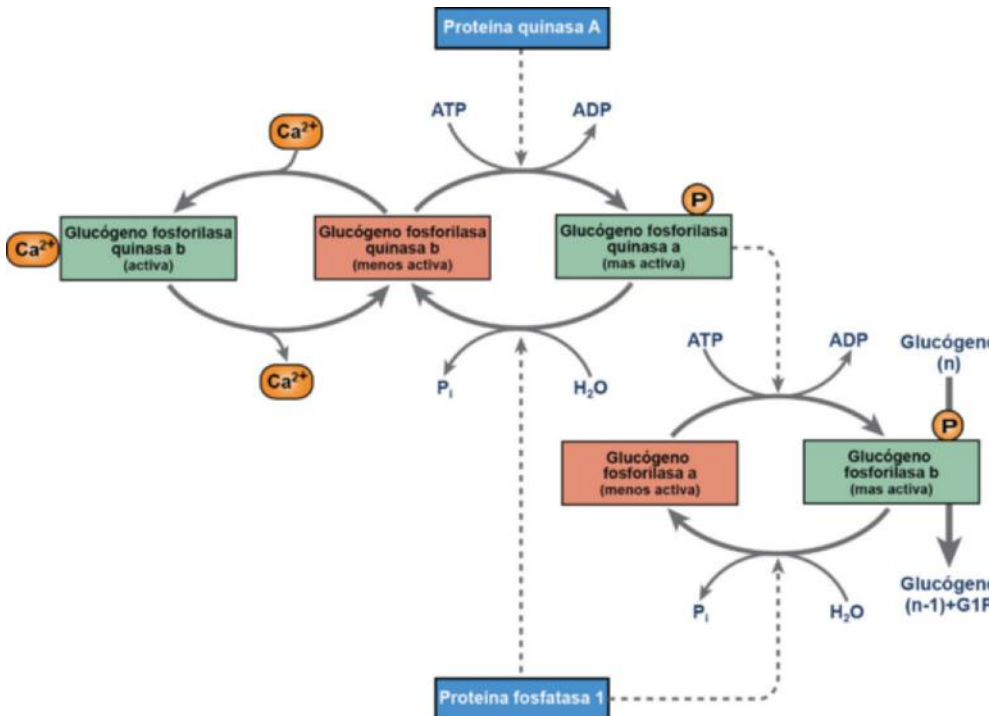 Proteína quinasa A
ATP
ADP
Ca²⁺
P
Glucógeno fosforilasa
quinasa b
(activa)
Ca²⁺
Glucógeno fosforilasa
quinasa b
(menos activa)
Glucógeno fosforilasa
quinasa a
(mas activa)
Ca²⁺
Pᵢ
H₂O
ATP
ADP
Glucógeno
(n)
P
Glucógeno
fosforilasa a
(menos activa)
Glucógeno
fosforilasa b
(mas activa)
Pᵢ
H₂O
Glucógeno
(n-1)+G1P
Proteína fosfatasa 1